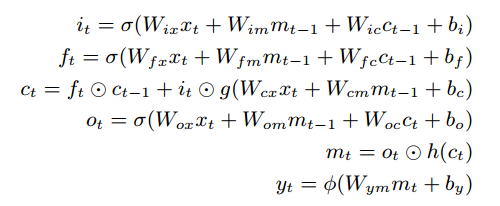 i_t = σ(W_{ix}x_t + W_{im}m_{t−1} + W_{ic}c_{t−1} + b_i)
f_t = σ(W_{fx}x_t + W_{fm}m_{t−1} + W_{fc}c_{t−1} + b_f)
c_t = f_t ⊙ c_{t−1} + i_t ⊙ g(W_{cx}x_t + W_{cm}m_{t−1} + b_c)
o_t = σ(W_{ox}x_t + W_{om}m_{t−1} + W_{oc}c_t + b_o)
m_t = o_t ⊙ h(c_t)
y_t = ϕ(W_{ym}m_t + b_y)